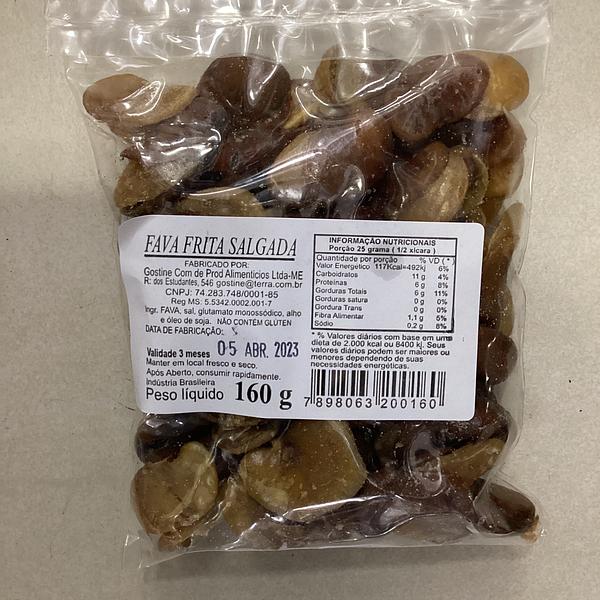 FAVA FRITA SALGADA
FABRICADO POR:
Gostine Com de Prod Alimenticios Ltda-ME
R: dos Estudantes, 546 gostine@terra.com.br
CNPJ: 74.283.748/0001-85
Reg MS: 5.5342.0002.001-7
Ingr. FAVA, sal, glutamato monossódico, alho
e óleo de soja. NÃO CONTÉM GLÚTEN
DATA DE FABRICAÇÃO:
Validade 3 meses 05 ABR. 2023
Manter em local fresco e seco.
Após Aberto, consumir rapidamente.
Indústria Brasileira
Peso líquido 160 g
INFORMAÇÃO NUTRICIONAIS
Porção 25 grama ( 1/2 xicara )
Quantidade por porção % VD ( * )
Valor Energetico 117Kcal=492kj 6%
Carboidratos 11 g 4%
Proteinas 6 g 8%
Gorduras Totais 6 g 11%
Gorduras satura 0 g 0%
Gordura Trans 0 g 0%
Fibra Alimentar 1,1 g 5%
Sódio 0,2 g 8%
* % Valores diários com base em uma
dieta de 2.000 kcal ou 8400 kj. Seus
valores diários podem ser maiores ou
menores dependendo de suas
necessidades energéticas.
7 898063 200160